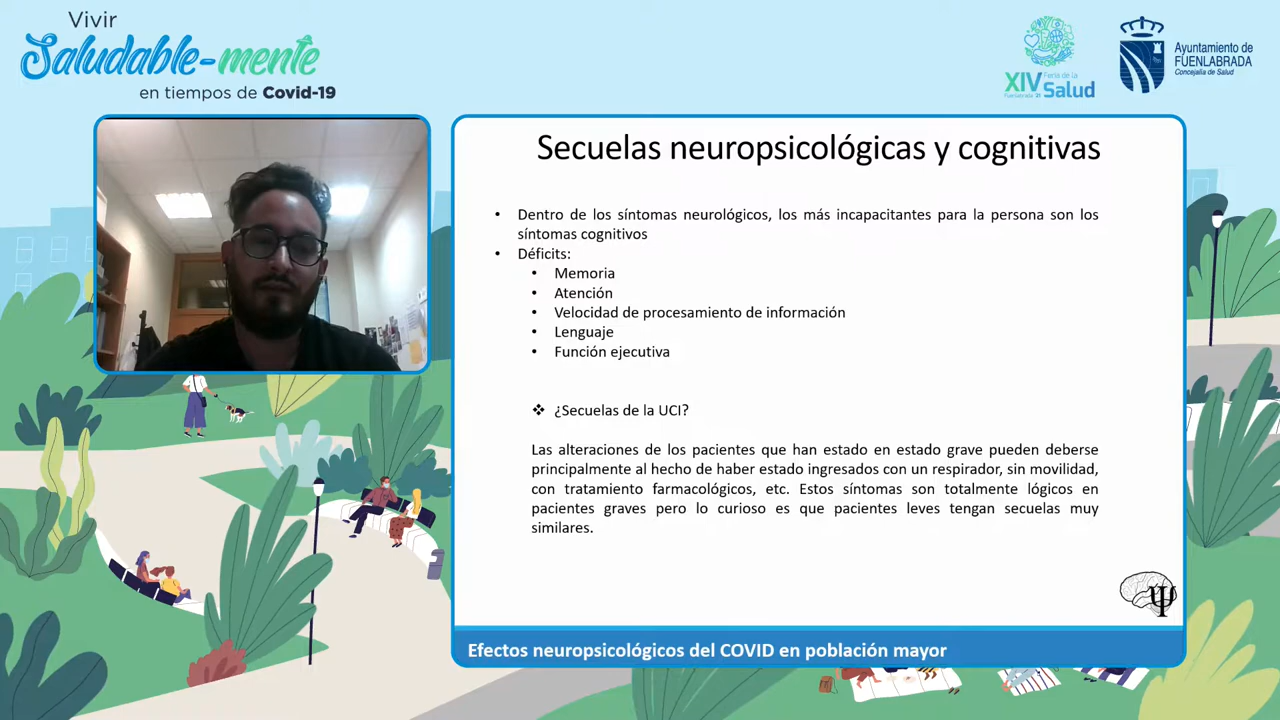 Vivir
Saludable-mente
en tiempos de Covid-19
XIV Feria de la Salud
Fuenlabrada 21
Ayuntamiento de
FUENLABRADA
Concejalía de Salud
Secuelas neuropsicológicas y cognitivas
• Dentro de los síntomas neurológicos, los más incapacitantes para la persona son los
síntomas cognitivos
• Déficits:
• Memoria
• Atención
• Velocidad de procesamiento de información
• Lenguaje
• Función ejecutiva
❖ ¿Secuelas de la UCI?
Las alteraciones de los pacientes que han estado en estado grave pueden deberse
principalmente al hecho de haber estado ingresados con un respirador, sin movilidad,
con tratamiento farmacológicos, etc. Estos síntomas son totalmente lógicos en
pacientes graves pero lo curioso es que pacientes leves tengan secuelas muy
similares.
Ψ
Efectos neuropsicológicos del COVID en población mayor